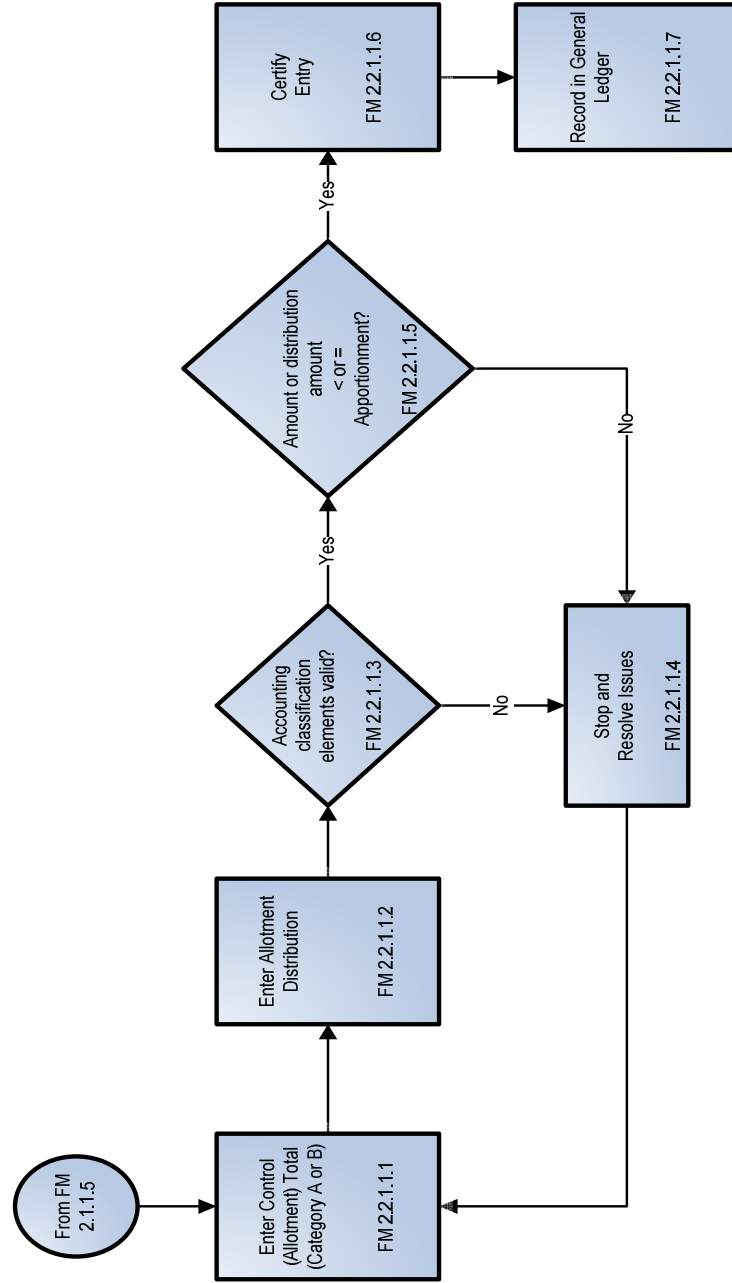 From FM
2.1.1.5
Enter Control
(Allotment) Total
(Category A or B)
FM 2.2.1.1.1
Enter Allotment
Distribution
FM 2.2.1.1.2
Accounting
classification
elements valid?
FM 2.2.1.1.3
Yes
No
Amount or distribution
amount
< or =
Apportionment?
FM 2.2.1.1.5
Yes
No
Stop and
Resolve Issues
FM 2.2.1.1.4
Certify
Entry
FM 2.2.1.1.6
Record in General
Ledger
FM 2.2.1.1.7